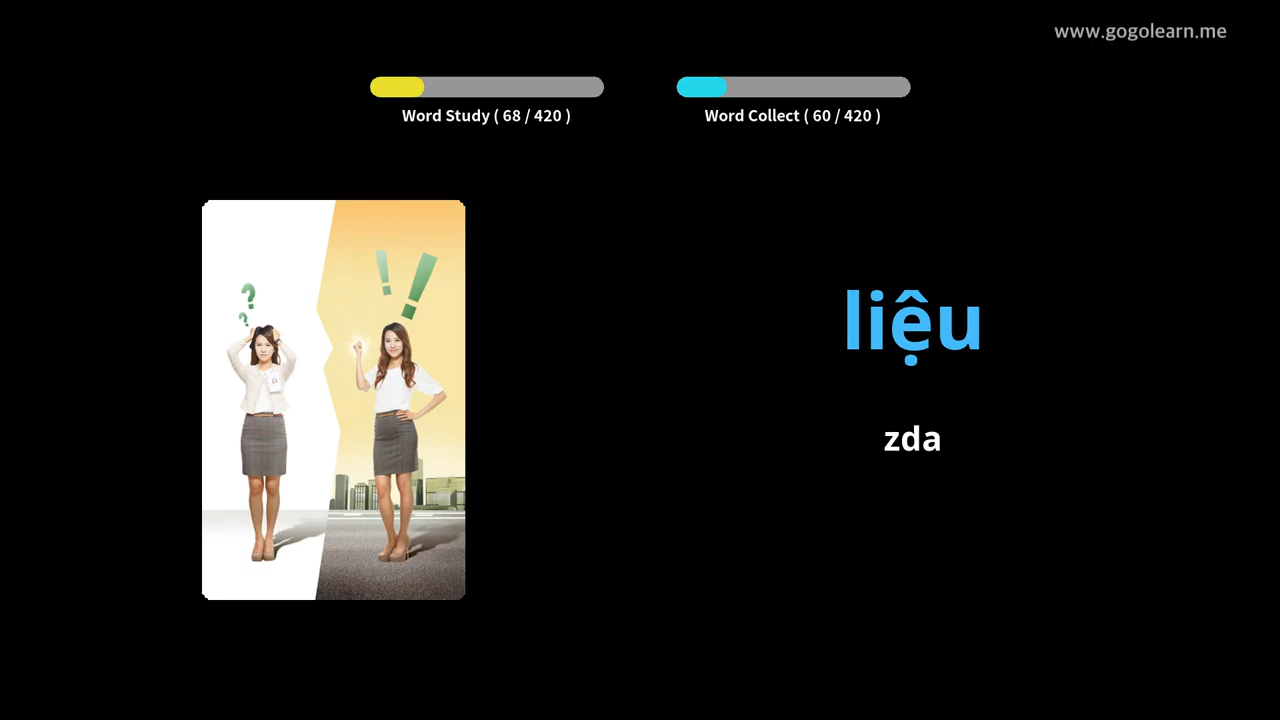 www.gogolearn.me
Word Study ( 68 / 420 )
Word Collect ( 60 / 420 )
? ?
! !
liệu
zda